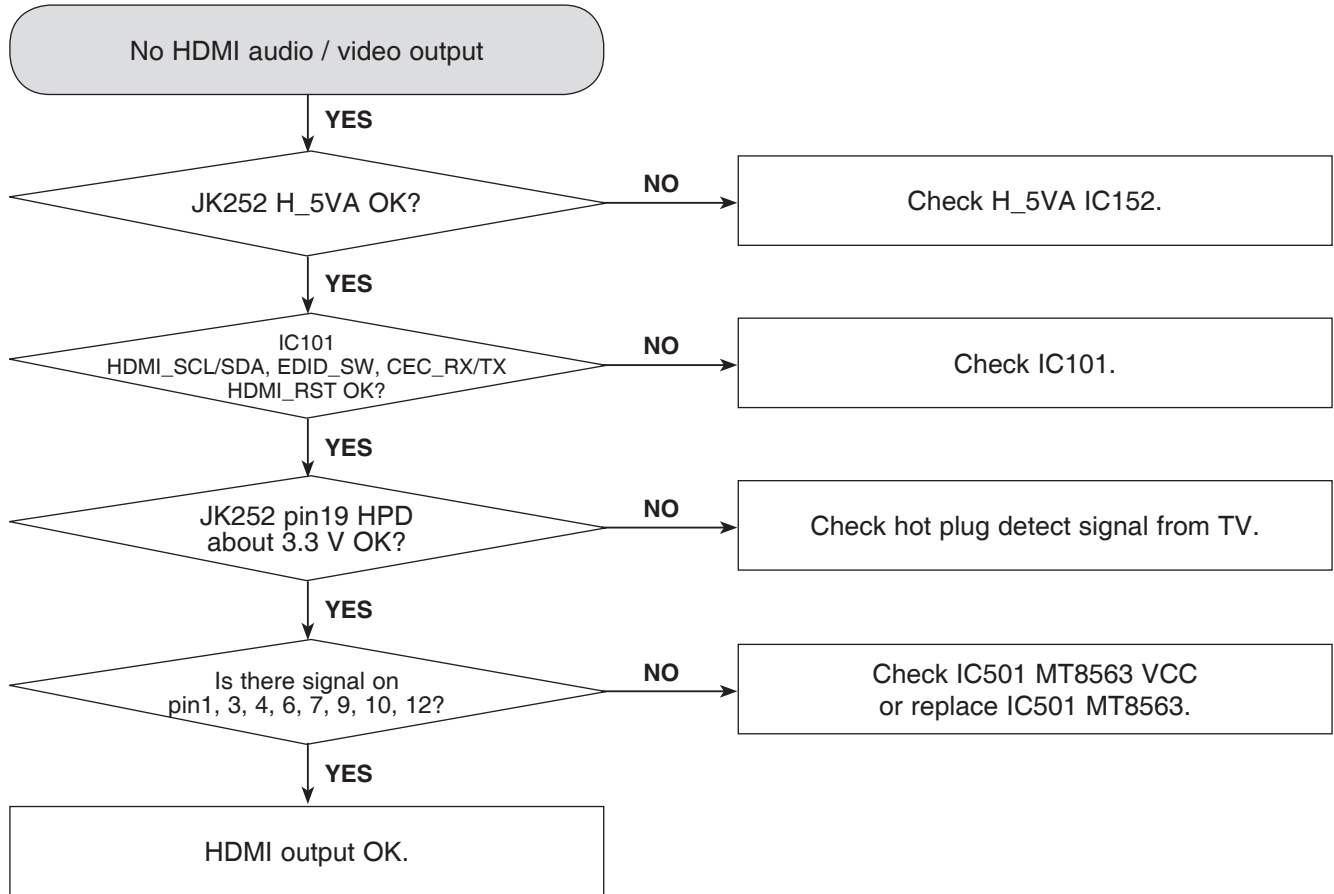 No HDMI audio / video output
YES
JK252 H_5VA OK?
NO
Check H_5VA IC152.
YES
IC101
HDMI_SCL/SDA, EDID_SW, CEC_RX/TX
HDMI_RST OK?
NO
Check IC101.
YES
JK252 pin19 HPD
about 3.3 V OK?
NO
Check hot plug detect signal from TV.
YES
Is there signal on
pin1, 3, 4, 6, 7, 9, 10, 12?
NO
Check IC501 MT8563 VCC
or replace IC501 MT8563.
YES
HDMI output OK.